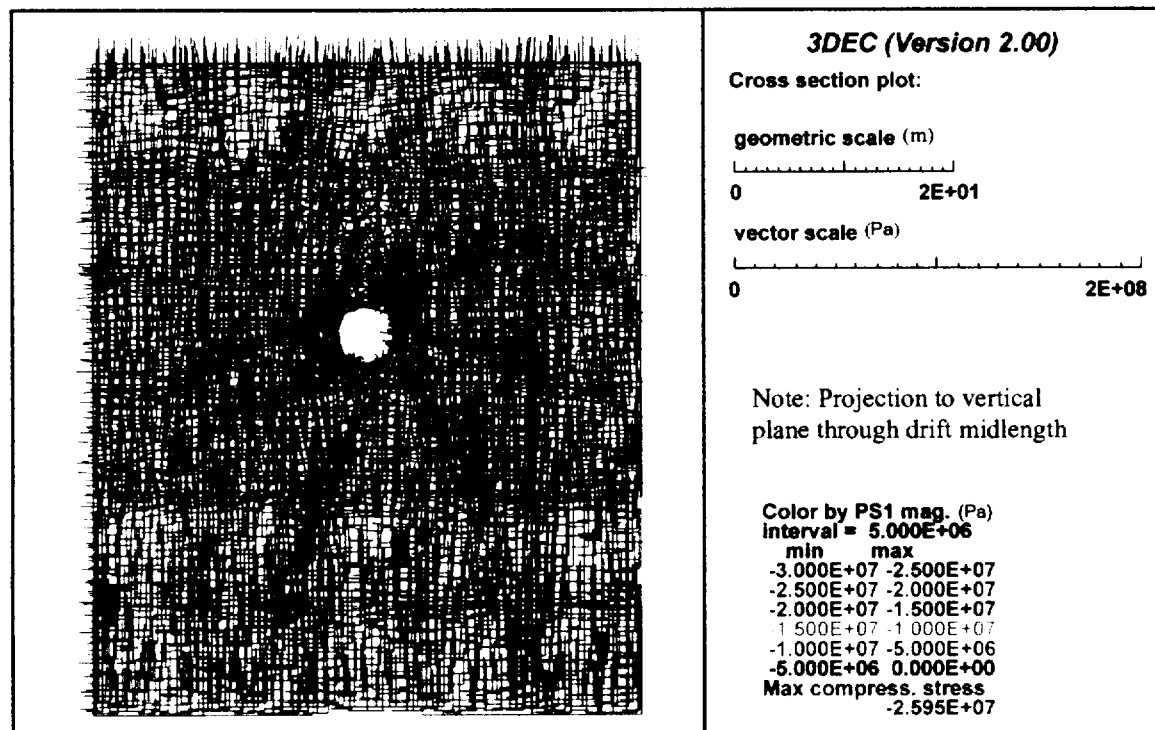 3DEC (Version 2.00)
Cross section plot:
geometric scale (m)
0 2E+01
vector scale (Pa)
0 2E+08
Note: Projection to vertical
plane through drift midlength
Color by PS1 mag. (Pa)
interval = 5.000E+06
min max
-3.000E+07 -2.500E+07
-2.500E+07 -2.000E+07
-2.000E+07 -1.500E+07
-1.500E+07 -1.000E+07
-1.000E+07 -5.000E+06
-5.000E+06 0.000E+00
Max compress. stress
-2.595E+07